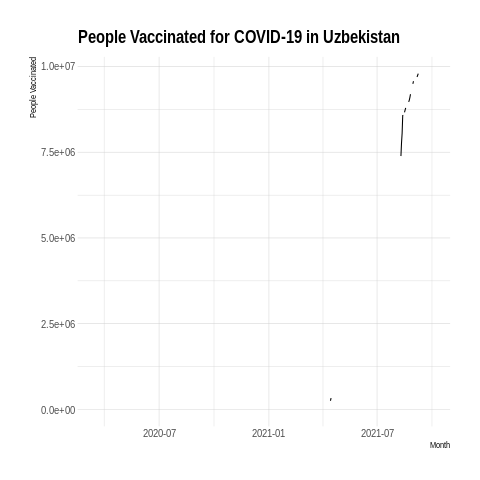 People Vaccinated for COVID-19 in Uzbekistan
People Vaccinated
1.0e+07
7.5e+06
5.0e+06
2.5e+06
0.0e+00
2020-07
2021-01
2021-07
Month